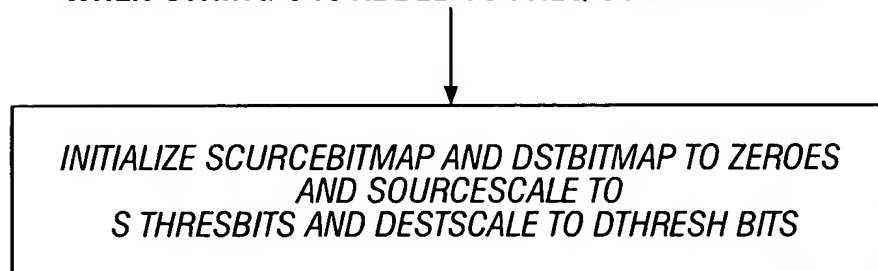 INITIALIZE SCURCEBITMAP AND DSTBITMAP TO ZEROES
AND SOURCESCALE TO
S THRESBITS AND DESTSCALE TO DTHRESH BITS